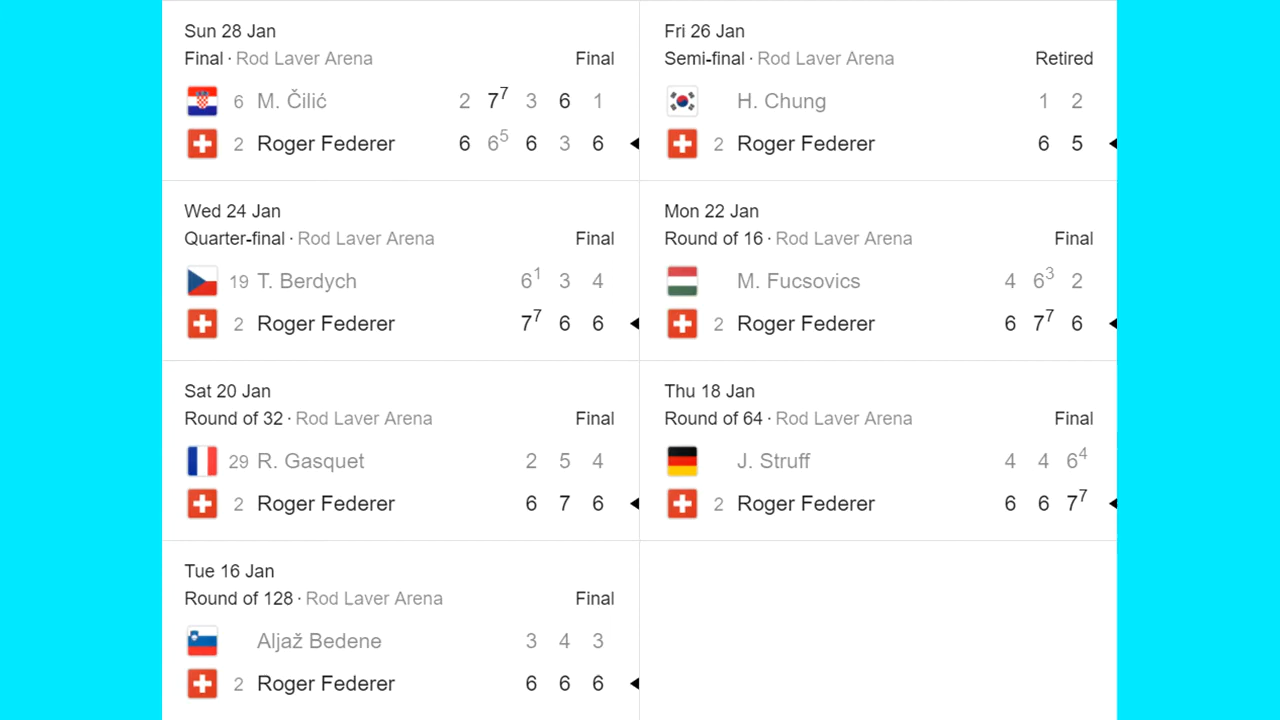 Sun 28 Jan
Final · Rod Laver Arena Final
6 M. Čilić 2 7⁷ 3 6 1
2 Roger Federer 6 6⁵ 6 3 6
Fri 26 Jan
Semi-final · Rod Laver Arena Retired
H. Chung 1 2
2 Roger Federer 6 5
Wed 24 Jan
Quarter-final · Rod Laver Arena Final
19 T. Berdych 6¹ 3 4
2 Roger Federer 7⁷ 6 6
Mon 22 Jan
Round of 16 · Rod Laver Arena Final
M. Fucsovics 4 6³ 2
2 Roger Federer 6 7⁷ 6
Sat 20 Jan
Round of 32 · Rod Laver Arena Final
29 R. Gasquet 2 5 4
2 Roger Federer 6 7 6
Thu 18 Jan
Round of 64 · Rod Laver Arena Final
J. Struff 4 4 6⁴
2 Roger Federer 6 6 7⁷
Tue 16 Jan
Round of 128 · Rod Laver Arena Final
Aljaž Bedene 3 4 3
2 Roger Federer 6 6 6